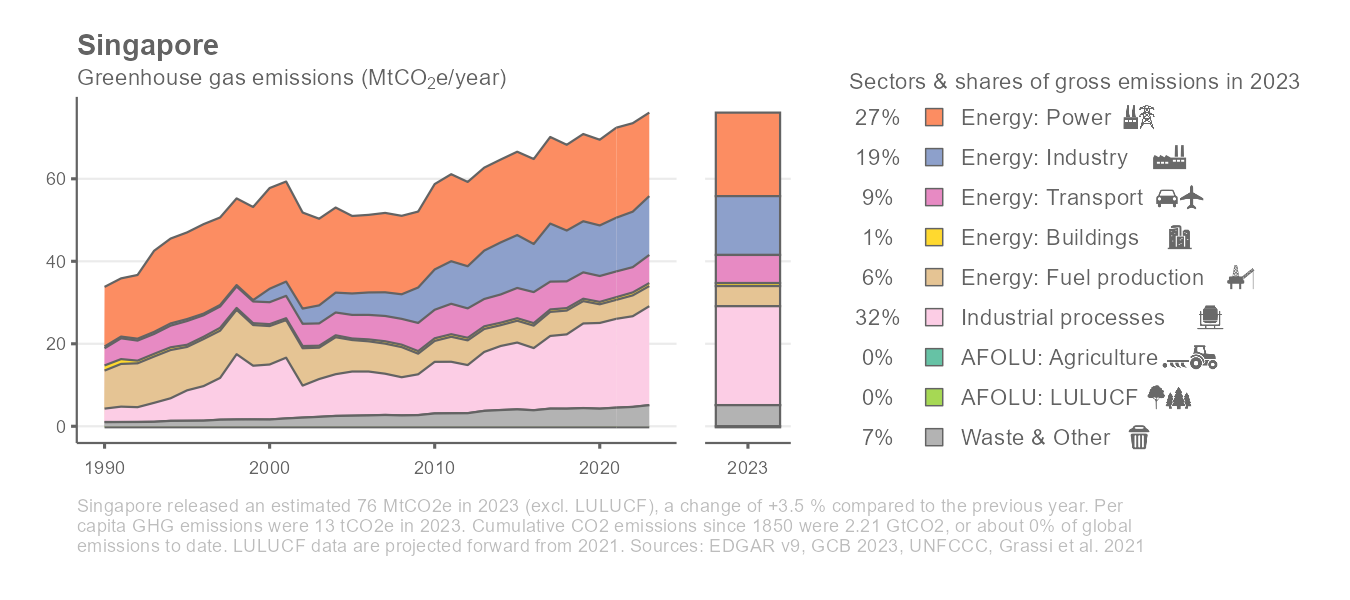 Singapore
Greenhouse gas emissions (MtCO₂e/year)
60
40
20
0
1990
2000
2010
2020
2023
Sectors & shares of gross emissions in 2023
27% Energy: Power
19% Energy: Industry
9% Energy: Transport
1% Energy: Buildings
6% Energy: Fuel production
32% Industrial processes
0% AFOLU: Agriculture
0% AFOLU: LULUCF
7% Waste & Other
Singapore released an estimated 76 MtCO2e in 2023 (excl. LULUCF), a change of +3.5 % compared to the previous year. Per
capita GHG emissions were 13 tCO2e in 2023. Cumulative CO2 emissions since 1850 were 2.21 GtCO2, or about 0% of global
emissions to date. LULUCF data are projected forward from 2021. Sources: EDGAR v9, GCB 2023, UNFCCC, Grassi et al. 2021